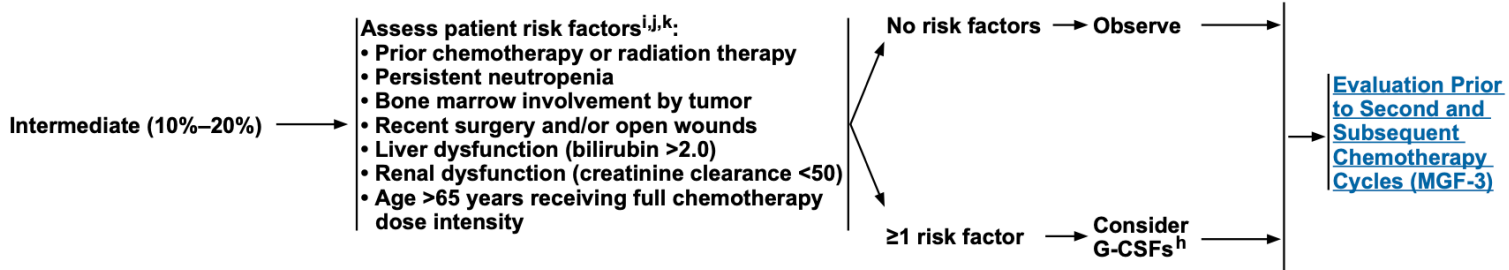 Intermediate (10%–20%)
Assess patient risk factorsi,j,k:
• Prior chemotherapy or radiation therapy
• Persistent neutropenia
• Bone marrow involvement by tumor
• Recent surgery and/or open wounds
• Liver dysfunction (bilirubin >2.0)
• Renal dysfunction (creatinine clearance <50)
• Age >65 years receiving full chemotherapy
dose intensity
No risk factors
Observe
≥1 risk factor
Consider
G-CSFsh
Evaluation Prior
to Second and
Subsequent
Chemotherapy
Cycles (MGF-3)